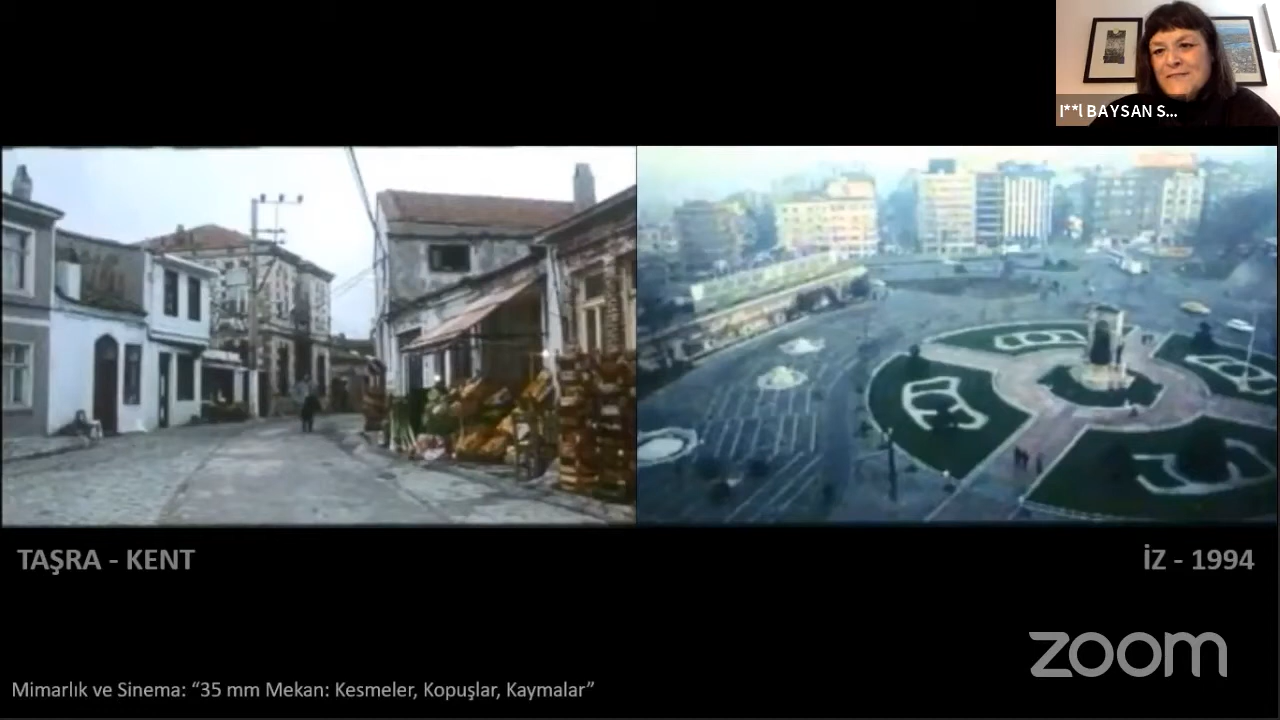 I**l BAYSAN S...
TAŞRA - KENT
İZ - 1994
zoom
Mimarlık ve Sinema: “35 mm Mekan: Kesmeler, Kopuşlar, Kaymalar”